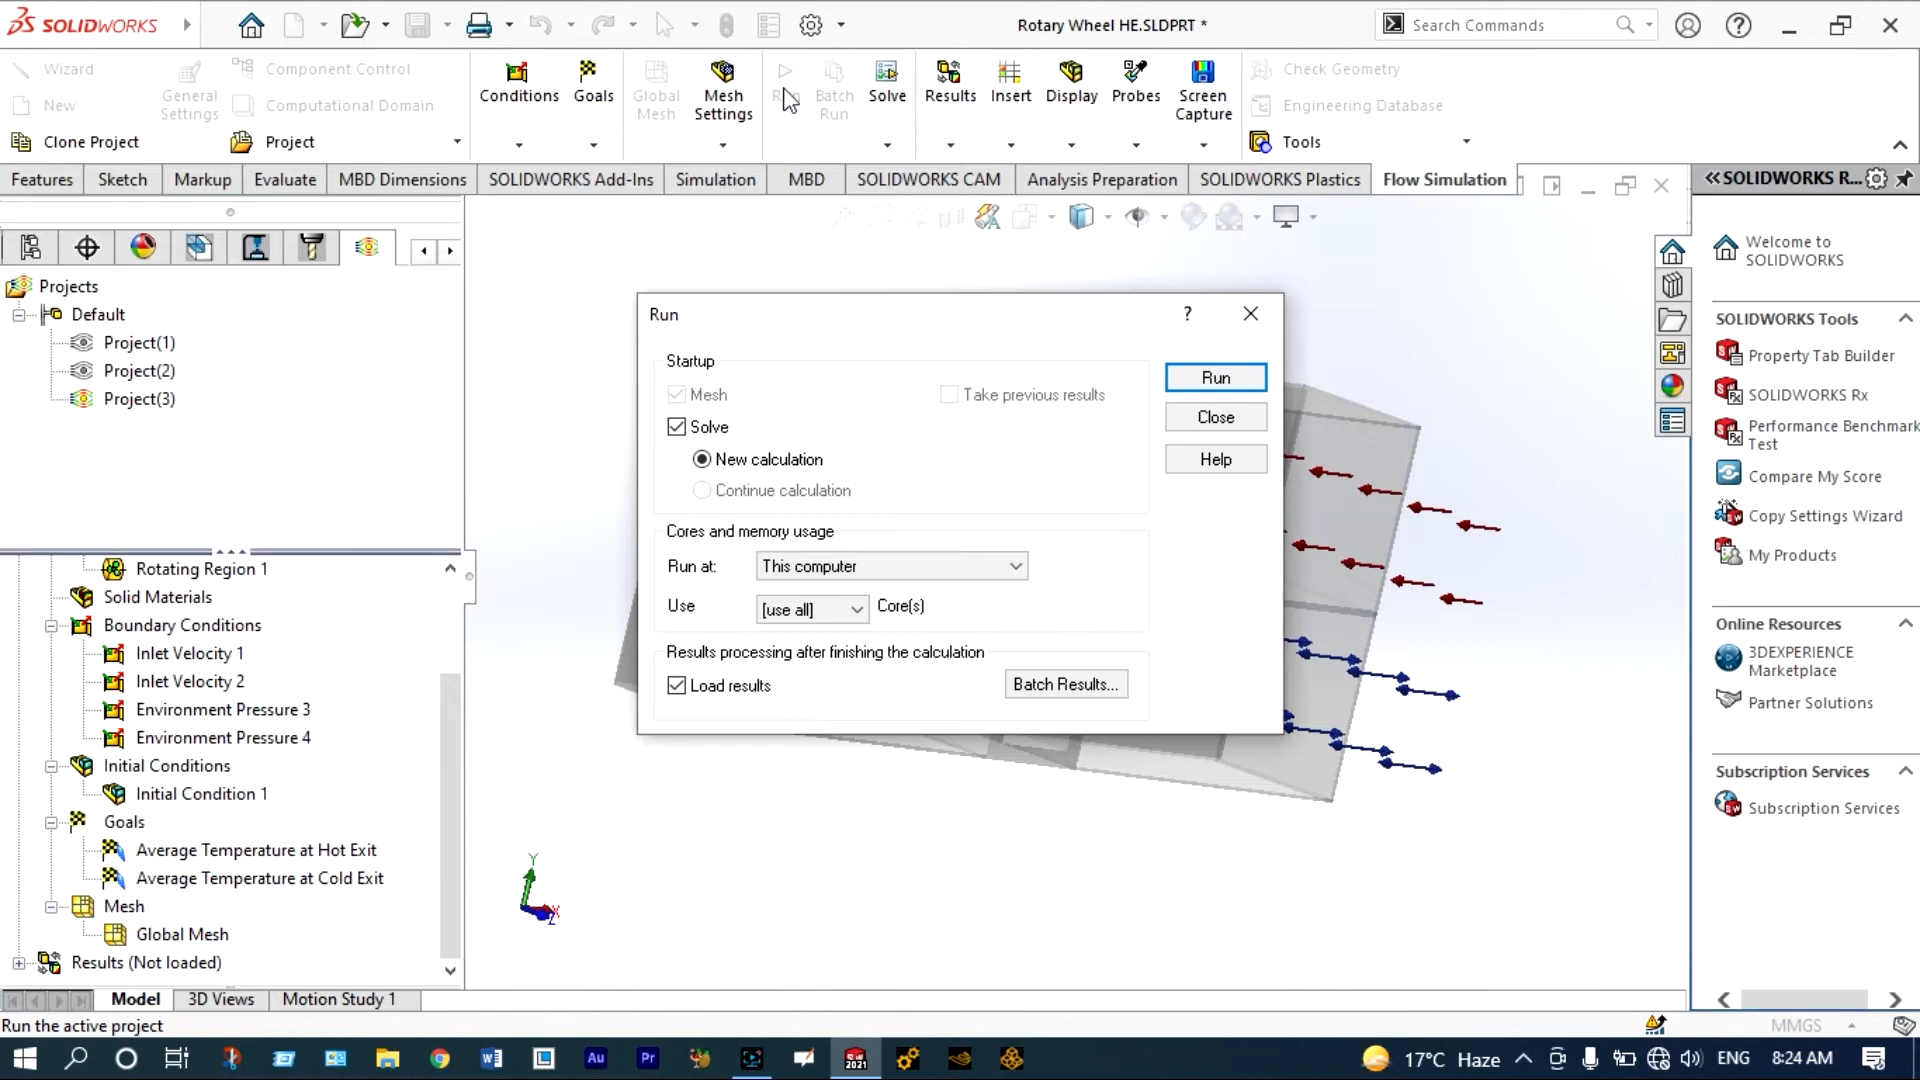 SOLIDWORKS
Rotary Wheel HE.SLDPRT *
Search Commands
Wizard
New
Clone Project
General
Settings
Component Control
Computational Domain
Project
Conditions
Goals
Global
Mesh
Mesh
Settings
Batch
Run
Solve
Results
Insert
Display
Probes
Screen
Capture
Check Geometry
Engineering Database
Tools
Features
Sketch
Markup
Evaluate
MBD Dimensions
SOLIDWORKS Add-Ins
Simulation
MBD
SOLIDWORKS CAM
Analysis Preparation
SOLIDWORKS Plastics
Flow Simulation
SOLIDWORKS R...
Projects
Default
Project(1)
Project(2)
Project(3)
Rotating Region 1
Solid Materials
Boundary Conditions
Inlet Velocity 1
Inlet Velocity 2
Environment Pressure 3
Environment Pressure 4
Initial Conditions
Initial Condition 1
Goals
Average Temperature at Hot Exit
Average Temperature at Cold Exit
Mesh
Global Mesh
Results (Not loaded)
Run
?
Startup
Mesh
Take previous results
Solve
New calculation
Continue calculation
Run
Close
Help
Cores and memory usage
Run at:
This computer
Use
[use all]
Core(s)
Results processing after finishing the calculation
Load results
Batch Results...
Y
X
Z
Welcome to
SOLIDWORKS
SOLIDWORKS Tools
Property Tab Builder
SOLIDWORKS Rx
Performance Benchmark
Test
Compare My Score
Copy Settings Wizard
My Products
Online Resources
3DEXPERIENCE
Marketplace
Partner Solutions
Subscription Services
Subscription Services
Model
3D Views
Motion Study 1
Run the active project
MMGS
Au
Pr
SW
2021
17°C Haze
ENG
8:24 AM